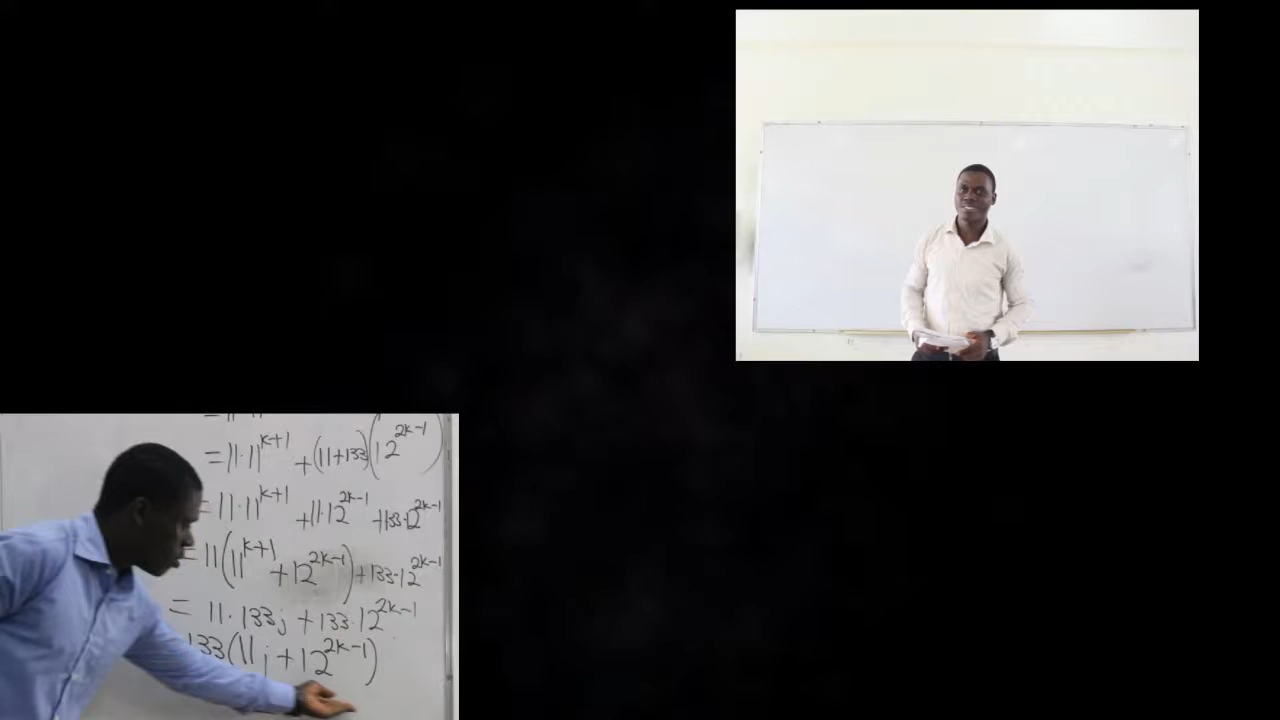 = 11·11^{k+1} + (11+133)(12^{2k-1})
= 11·11^{k+1} + 11·12^{2k-1} + 133·12^{2k-1}
= 11(11^{k+1} + 12^{2k-1}) + 133·12^{2k-1}
= 11·133j + 133·12^{2k-1}
133(11j + 12^{2k-1})